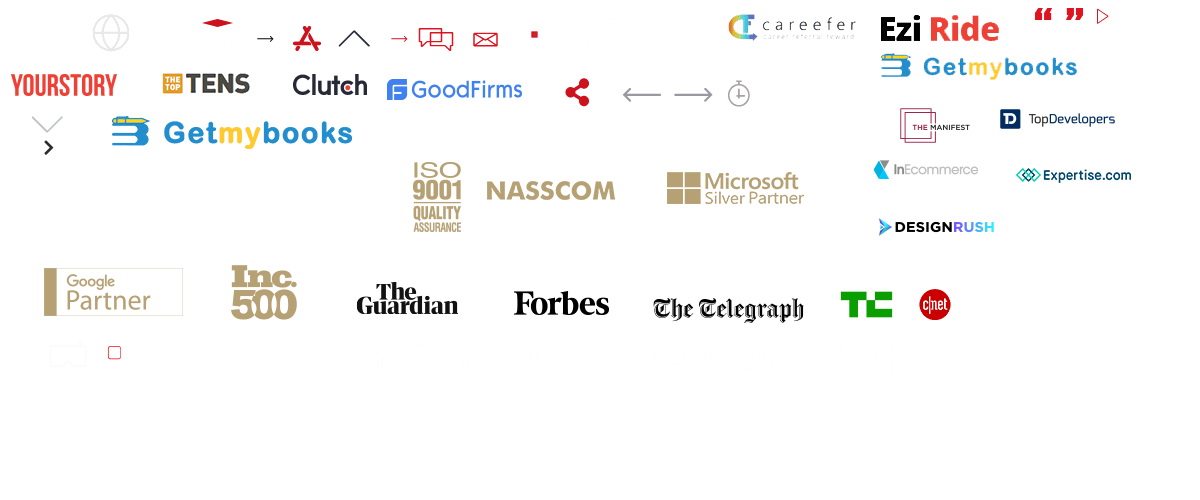 careefer
career referral reward
Ezi Ride
Getmybooks
YOURSTORY
THE TOP TENS
Clutch
GoodFirms
Getmybooks
THE MANIFEST
TopDevelopers
InEcommerce
Expertise.com
ISO
9001
QUALITY
ASSURANCE
NASSCOM
Microsoft
Silver Partner
DESIGNRUSH
Google
Partner
Inc.
500
The
Guardian
Forbes
The Telegraph
TC
c|net